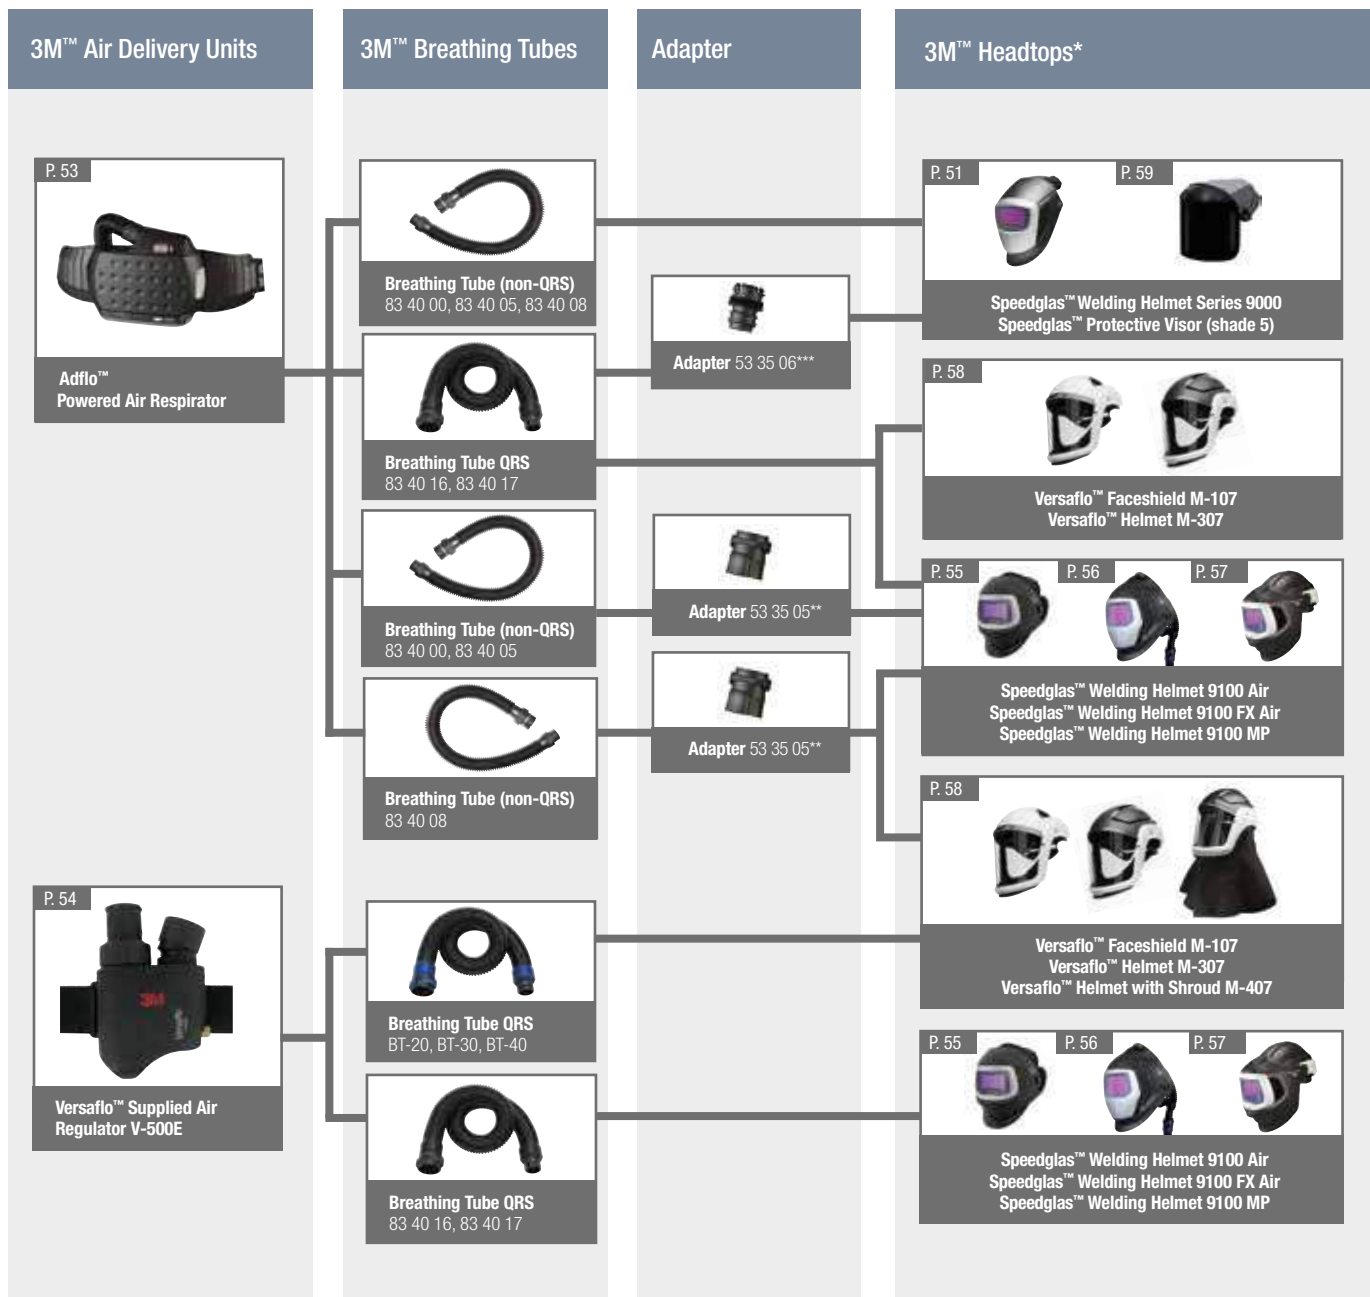 3M™ Air Delivery Units
3M™ Breathing Tubes
Adapter
3M™ Headtops*
P. 53
Adflo™
Powered Air Respirator
P. 54
3M
Versaflo™ Supplied Air
Regulator V-500E
Breathing Tube (non-QRS)
83 40 00, 83 40 05, 83 40 08
Breathing Tube QRS
83 40 16, 83 40 17
Breathing Tube (non-QRS)
83 40 00, 83 40 05
Breathing Tube (non-QRS)
83 40 08
Breathing Tube QRS
BT-20, BT-30, BT-40
Breathing Tube QRS
83 40 16, 83 40 17
Adapter 53 35 06***
Adapter 53 35 05**
Adapter 53 35 05**
P. 51
P. 59
Speedglas™ Welding Helmet Series 9000
Speedglas™ Protective Visor (shade 5)
P. 58
Versaflo™ Faceshield M-107
Versaflo™ Helmet M-307
P. 55
P. 56
P. 57
Speedglas™ Welding Helmet 9100 Air
Speedglas™ Welding Helmet 9100 FX Air
Speedglas™ Welding Helmet 9100 MP
P. 58
Versaflo™ Faceshield M-107
Versaflo™ Helmet M-307
Versaflo™ Helmet with Shroud M-407
P. 55
P. 56
P. 57
Speedglas™ Welding Helmet 9100 Air
Speedglas™ Welding Helmet 9100 FX Air
Speedglas™ Welding Helmet 9100 MP